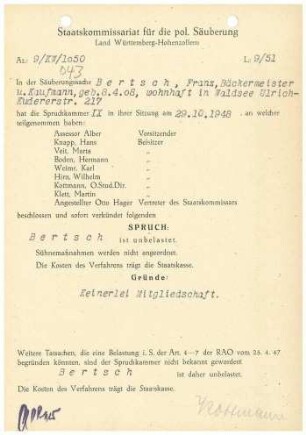 Staatskommissariat für die pol. Säuberung
Land Württemberg-Hohenzollern
Az.: 9/XV/1050 L: 9/51
043
In der Säuberungssache Bertsch, Franz, Bäckermeister
u. Kaufmann, geb. 8.4.08, wohnhaft in Waldsee Ulrich-
str. 217
hat die Spruchkammer II in ihrer Sitzung am 29.10.1948, an welcher
teilgenommen haben:
Assessor Alber Vorsitzender
Knapp, Hans Beisitzer
Veit, Marta "
Boden, Hermann "
Weimr, Karl "
Hirn, Wilhelm "
Kottmann, O.Stud.Dir. "
Klett, Martin "
Angestellter Otto Hager Vertreter des Staatskommissars
beschlossen und sofort verkündet folgenden
SPRUCH:
Bertsch ist unbelastet.
Sühnemaßnahmen werden nicht angeordnet.
Die Kosten des Verfahrens trägt die Staatskasse.
Gründe:
Keinerlei Mitgliedschaft.
Weitere Tatsachen, die eine Belastung i. S. der Art. 4—7 der RAO vom 26. 4. 47
begründen könnten, sind der Spruchkammer nicht bekannt geworden
Bertsch ist daher unbelastet.
Die Kosten des Verfahrens trägt die Staatskasse.
Kottmann